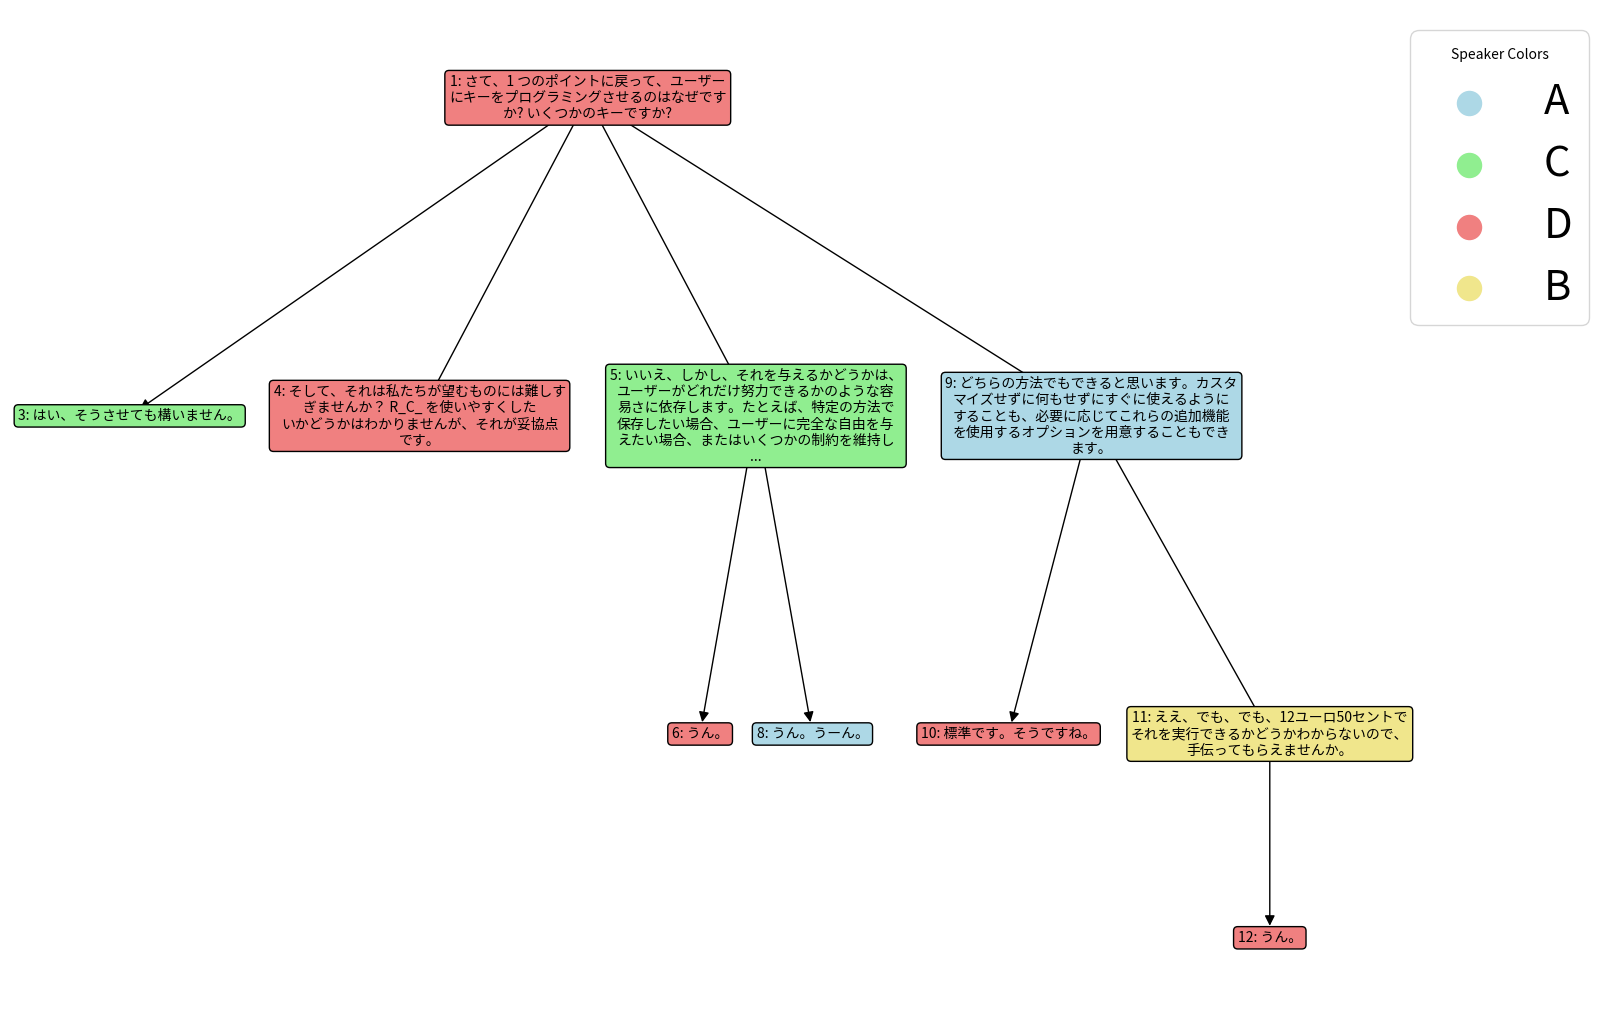 1: さて、1 つのポイントに戻って、ユーザー
にキーをプログラミングさせるのはなぜです
か? いくつかのキーですか?
3: はい、そうさせても構いません。
4: そして、それは私たちが望むものには難しす
ぎませんか？ R_C_ を使いやすくした
いかどうかはわかりませんが、それが妥協点
です。
5: いいえ、しかし、それを与えるかどうかは、
ユーザーがどれだけ努力できるかのような容
易さに依存します。たとえば、特定の方法で
保存したい場合、ユーザーに完全な自由を与
えたい場合、またはいくつかの制約を維持し
...
9: どちらの方法でもできると思います。カスタ
マイズせずに何もせずにすぐに使えるように
することも、必要に応じてこれらの追加機能
を使用するオプションを用意することもでき
ます。
6: うん。
8: うん。うーん。
10: 標準です。そうですね。
11: ええ、でも、でも、12ユーロ50セントで
それを実行できるかどうかわからないので、
手伝ってもらえませんか。
12: うん。
Speaker Colors
A
C
D
B